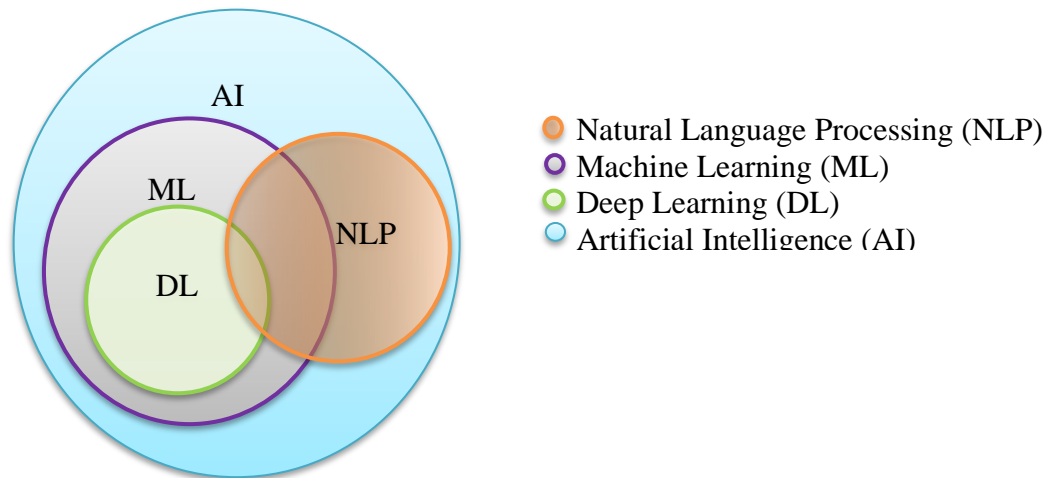 AI
ML
NLP
DL
Natural Language Processing (NLP)
Machine Learning (ML)
Deep Learning (DL)
Artificial Intelligence (AI)